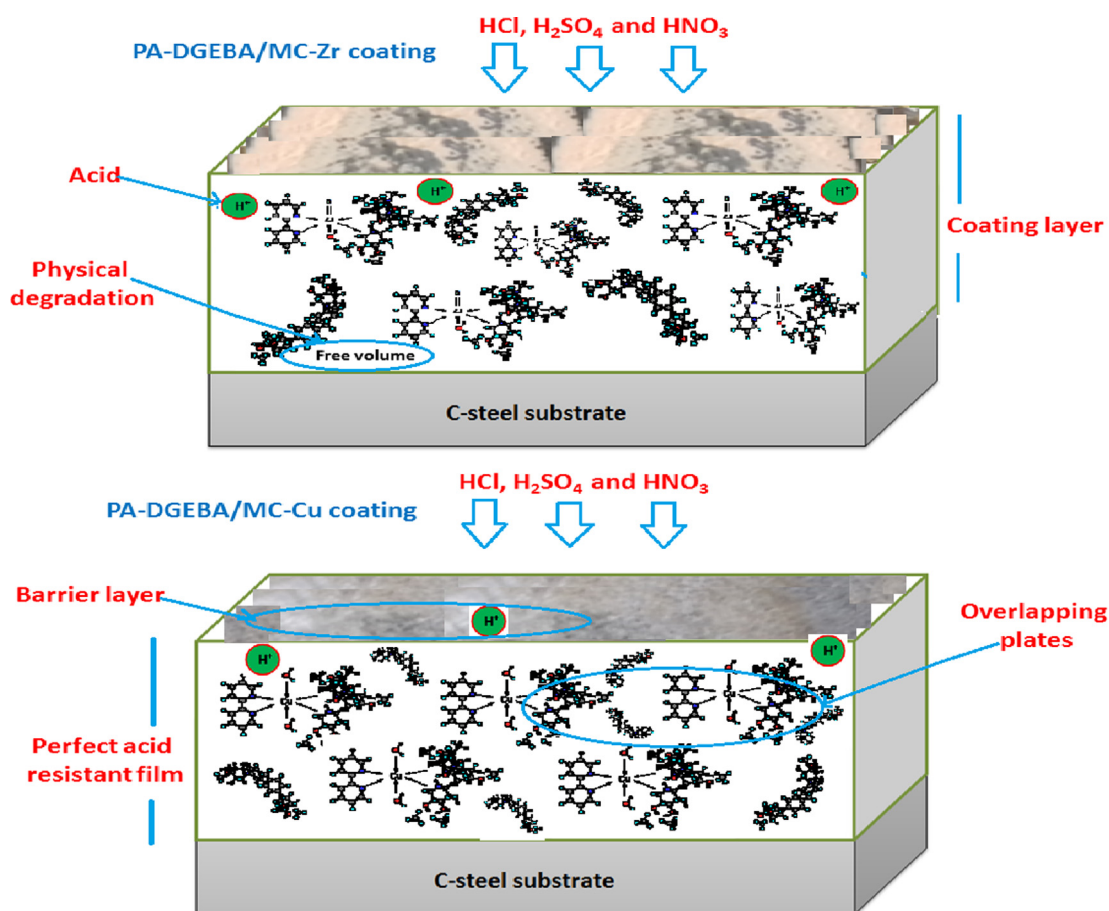 HCl, H₂SO₄ and HNO₃
PA-DGEBA/MC-Zr coating
Acid
H⁺
H⁺
H⁺
Coating layer
Physical
degradation
Free volume
C-steel substrate
HCl, H₂SO₄ and HNO₃
PA-DGEBA/MC-Cu coating
Barrier layer
Overlapping
plates
H⁺
H⁺
H⁺
Perfect acid
resistant film
C-steel substrate